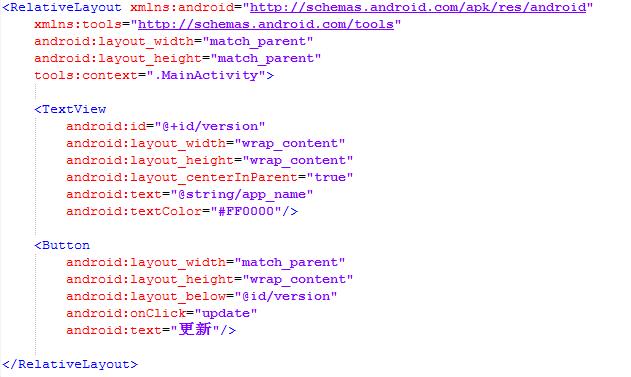 <RelativeLayout xmlns:android="http://schemas.android.com/apk/res/android"
    xmlns:tools="http://schemas.android.com/tools"
    android:layout_width="match_parent"
    android:layout_height="match_parent"
    tools:context=".MainActivity">

    <TextView
        android:id="@+id/version"
        android:layout_width="wrap_content"
        android:layout_height="wrap_content"
        android:layout_centerInParent="true"
        android:text="@string/app_name"
        android:textColor="#FF0000"/>

    <Button
        android:layout_width="match_parent"
        android:layout_height="wrap_content"
        android:layout_below="@id/version"
        android:onClick="update"
        android:text="更新"/>

</RelativeLayout>